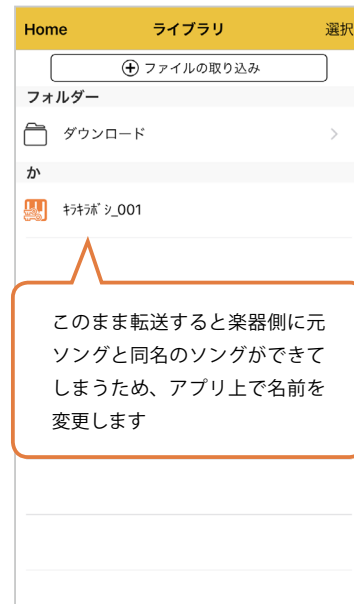 Home ライブラリ 選択
ファイルの取り込み
フォルダー
ダウンロード
か
ｷﾗｷﾗﾎﾞｼ_001
このまま転送すると楽器側に元
ソングと同名のソングができて
しまうため、アプリ上で名前を
変更します